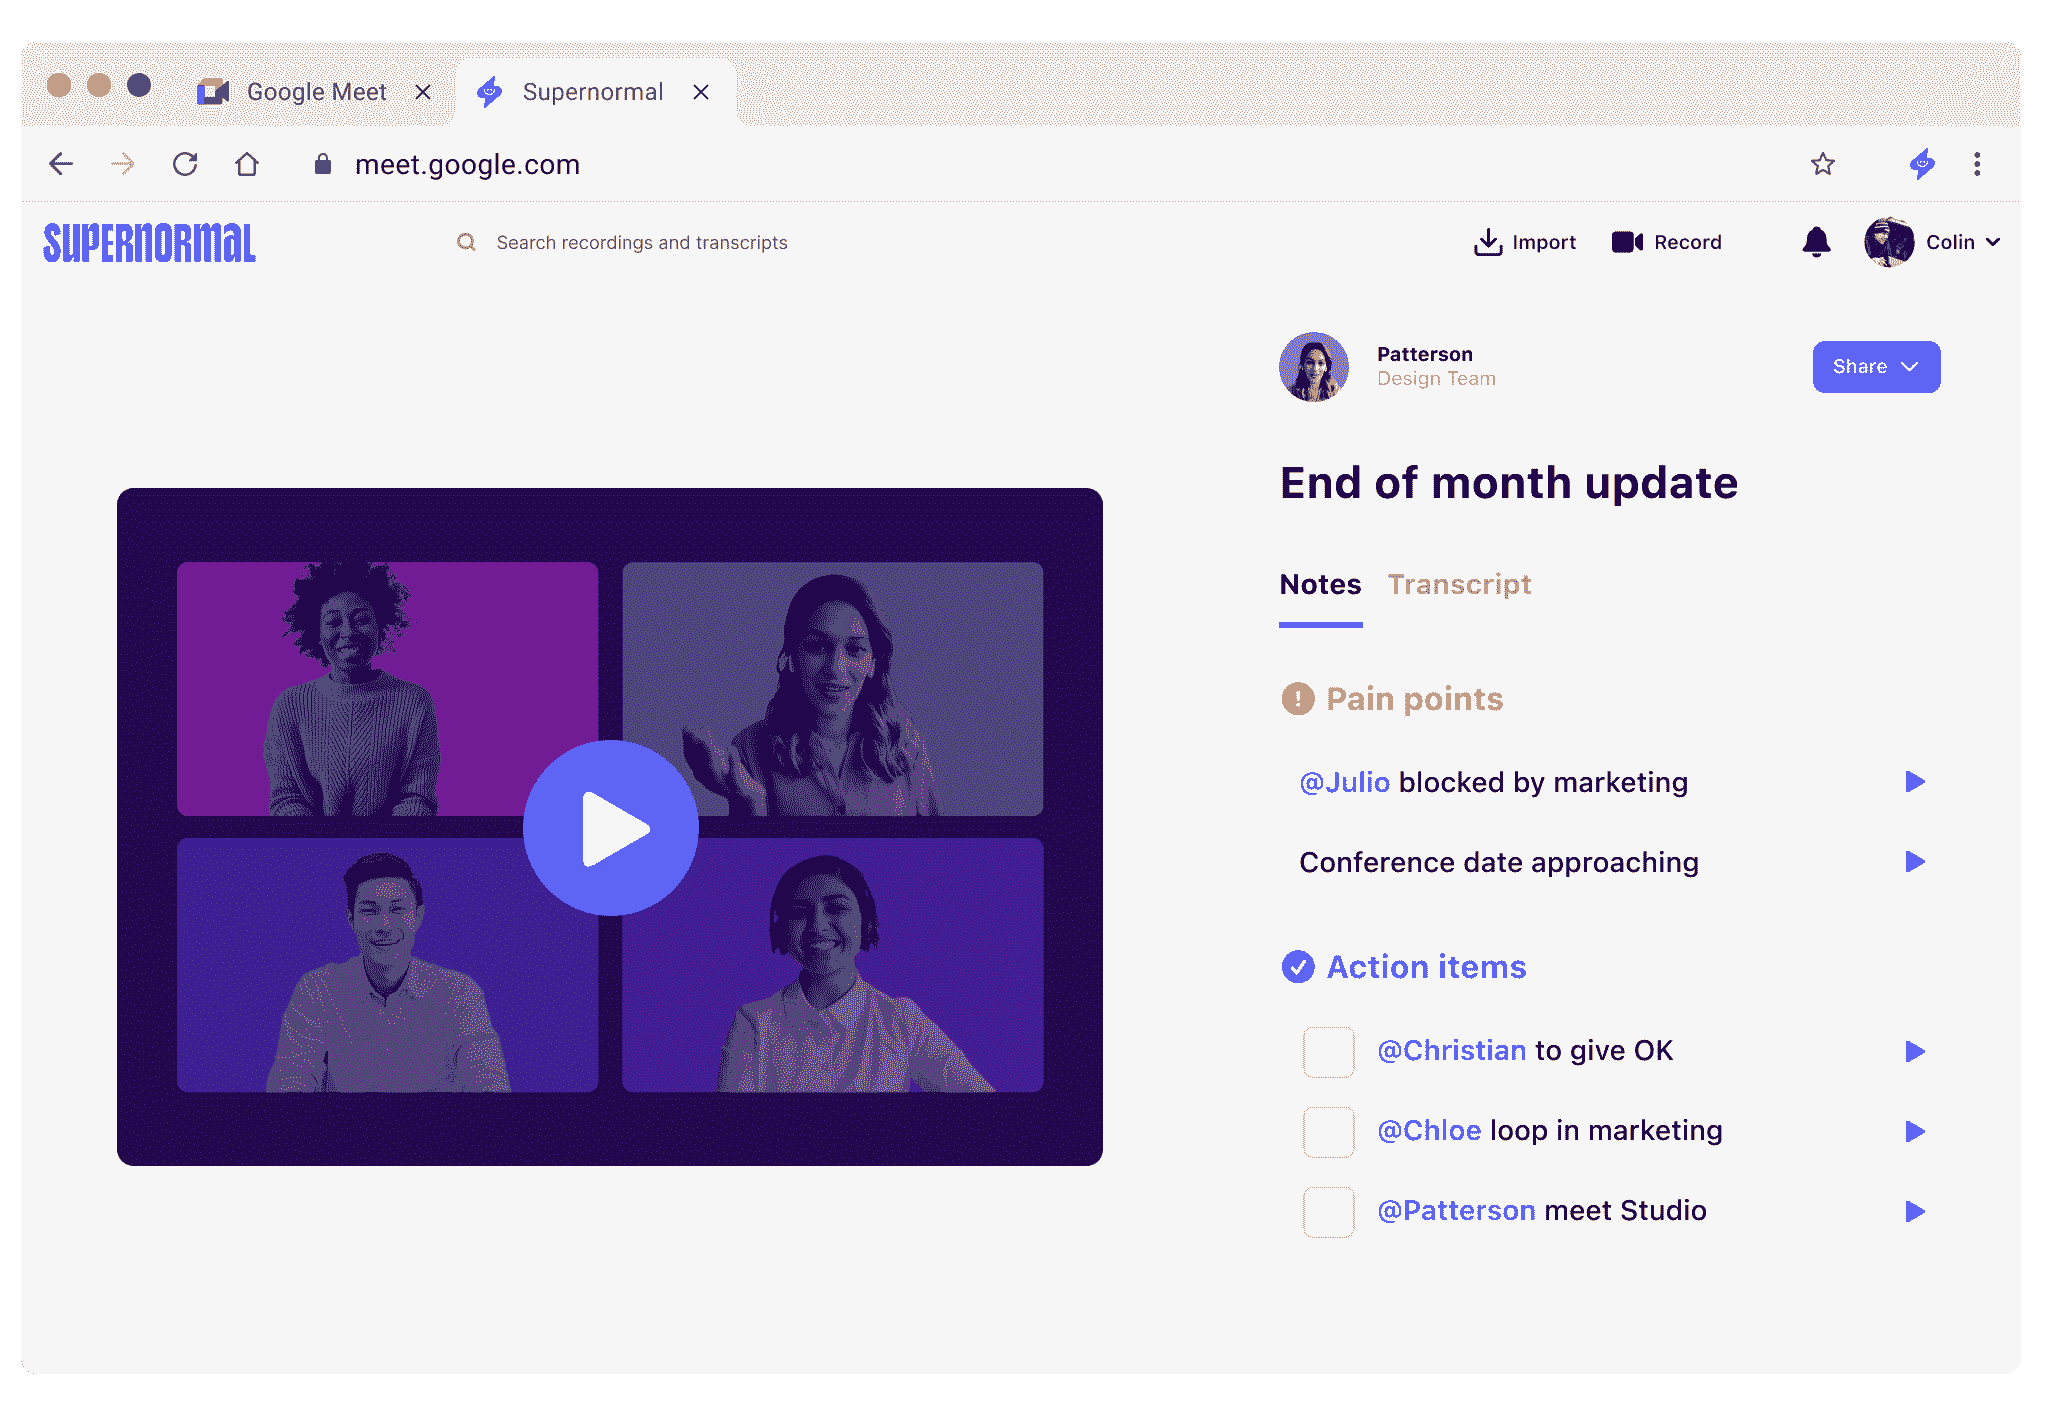 Google Meet
Supernormal
meet.google.com
SUPERNORMAL
Search recordings and transcripts
Import
Record
Colin
Patterson
Design Team
Share
End of month update
Notes
Transcript
Pain points
@Julio blocked by marketing
Conference date approaching
Action items
@Christian to give OK
@Chloe loop in marketing
@Patterson meet Studio